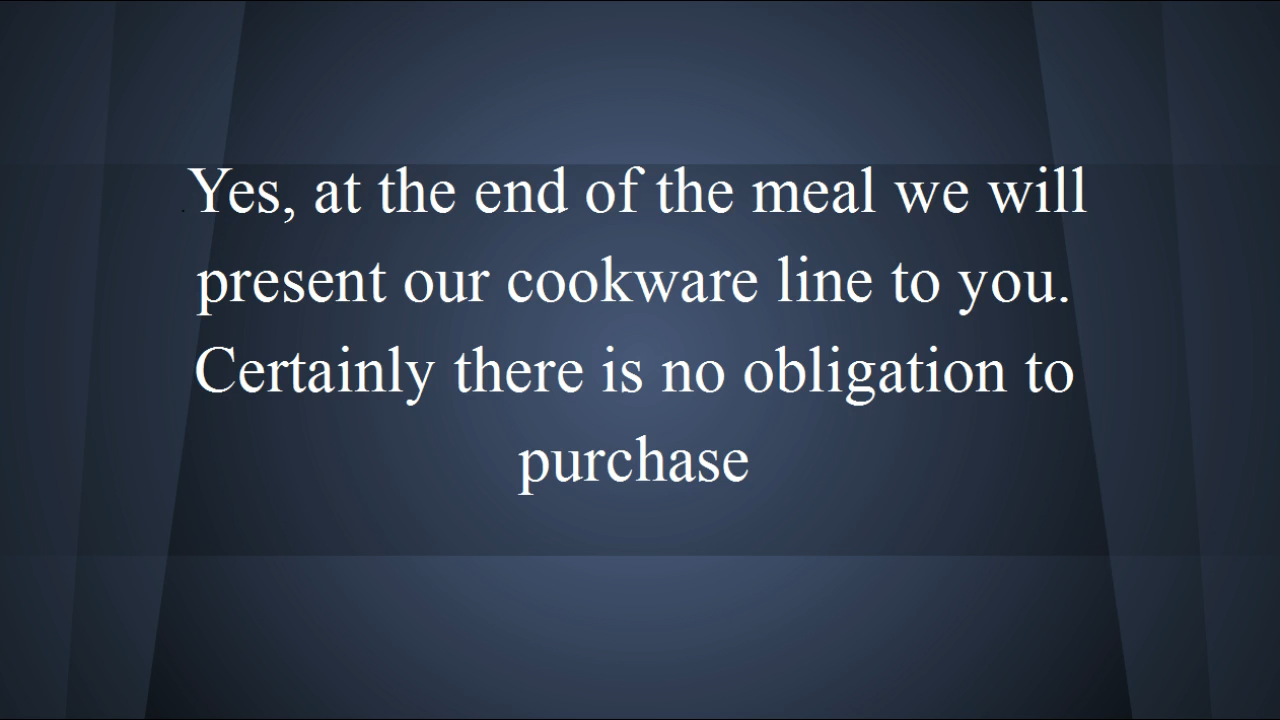 Yes, at the end of the meal we will
present our cookware line to you.
Certainly there is no obligation to
purchase